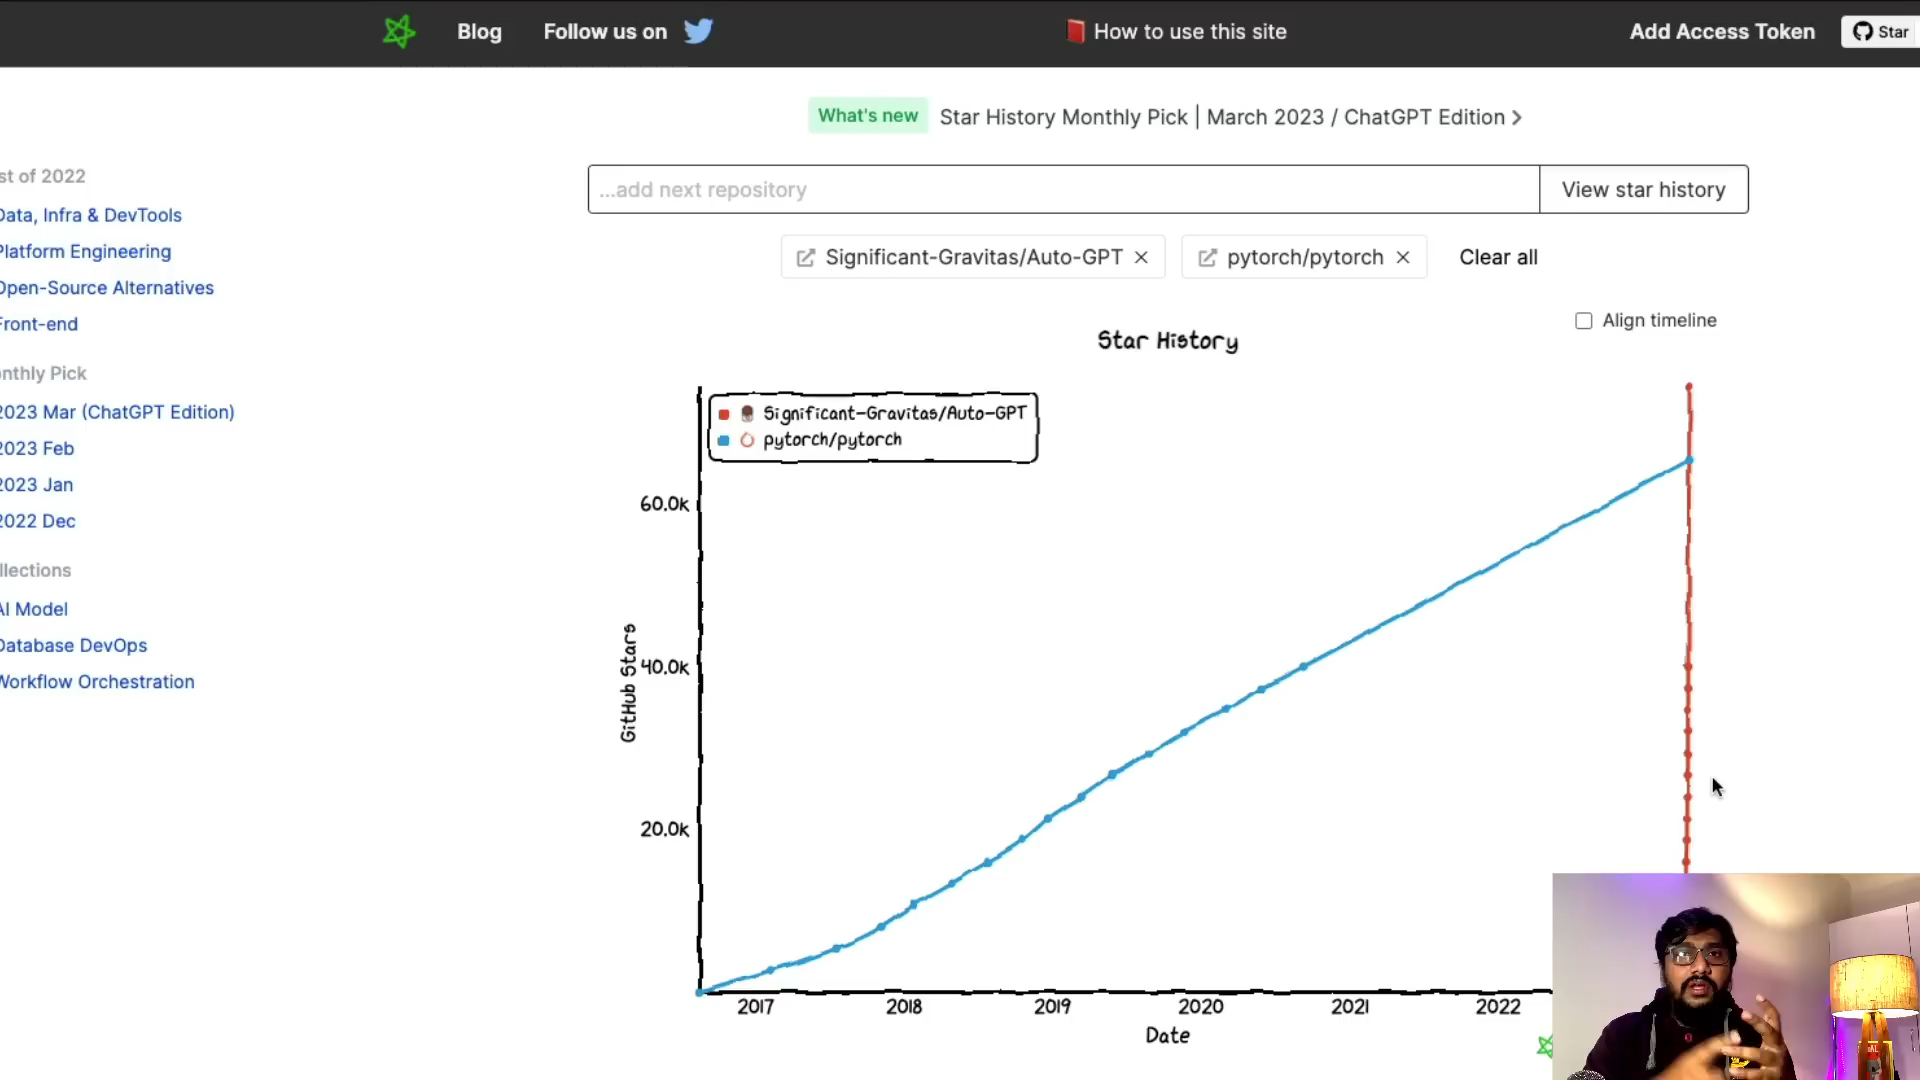 Blog
Follow us on
How to use this site
Add Access Token
Star
What's new
Star History Monthly Pick | March 2023 / ChatGPT Edition
st of 2022
Data, Infra & DevTools
Platform Engineering
Open-Source Alternatives
Front-end
nthly Pick
2023 Mar (ChatGPT Edition)
2023 Feb
2023 Jan
2022 Dec
llections
AI Model
Database DevOps
Workflow Orchestration
...add next repository
View star history
Significant-Gravitas/Auto-GPT
pytorch/pytorch
Clear all
Align timeline
Star History
Significant-Gravitas/Auto-GPT
pytorch/pytorch
60.0k
40.0k
20.0k
GitHub Stars
2017 2018 2019 2020 2021 2022
Date